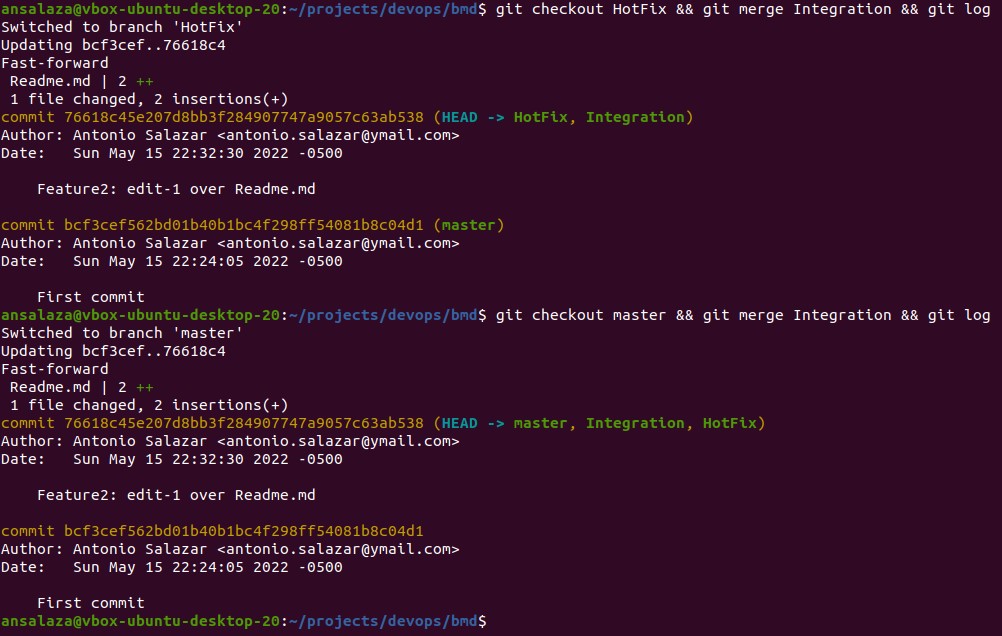 ansalaza@vbox-ubuntu-desktop-20:~/projects/devops/bmd$ git checkout HotFix && git merge Integration && git log
Switched to branch 'HotFix'
Updating bcf3cef..76618c4
Fast-forward
 Readme.md | 2 ++
 1 file changed, 2 insertions(+)
commit 76618c45e207d8bb3f284907747a9057c63ab538 (HEAD -> HotFix, Integration)
Author: Antonio Salazar <antonio.salazar@ymail.com>
Date:   Sun May 15 22:32:30 2022 -0500

    Feature2: edit-1 over Readme.md

commit bcf3cef562bd01b40b1bc4f298ff54081b8c04d1 (master)
Author: Antonio Salazar <antonio.salazar@ymail.com>
Date:   Sun May 15 22:24:05 2022 -0500

    First commit
ansalaza@vbox-ubuntu-desktop-20:~/projects/devops/bmd$ git checkout master && git merge Integration && git log
Switched to branch 'master'
Updating bcf3cef..76618c4
Fast-forward
 Readme.md | 2 ++
 1 file changed, 2 insertions(+)
commit 76618c45e207d8bb3f284907747a9057c63ab538 (HEAD -> master, Integration, HotFix)
Author: Antonio Salazar <antonio.salazar@ymail.com>
Date:   Sun May 15 22:32:30 2022 -0500

    Feature2: edit-1 over Readme.md

commit bcf3cef562bd01b40b1bc4f298ff54081b8c04d1
Author: Antonio Salazar <antonio.salazar@ymail.com>
Date:   Sun May 15 22:24:05 2022 -0500

    First commit
ansalaza@vbox-ubuntu-desktop-20:~/projects/devops/bmd$